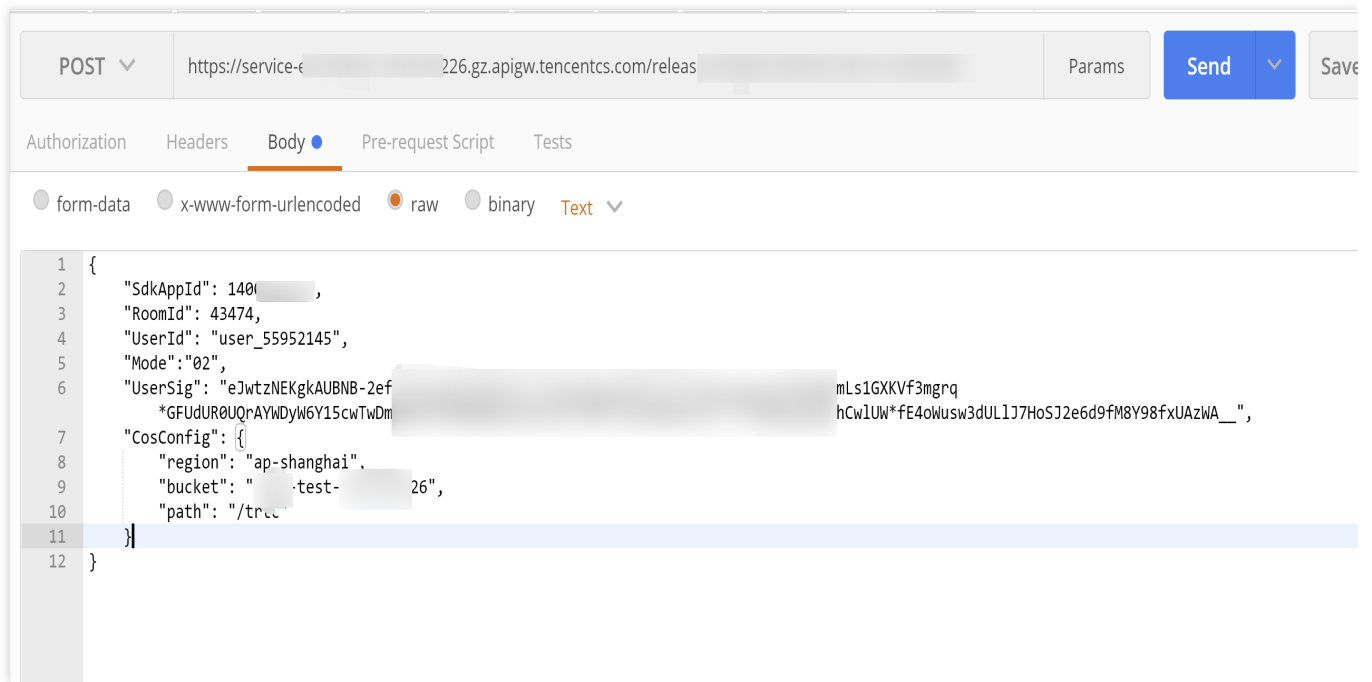 POST https://service-e 226.gz.apigw.tencentcs.com/releas Params Send Save
Authorization Headers Body Pre-request Script Tests
form-data x-www-form-urlencoded raw binary Text
1 {
2 "SdkAppId": 140 ,
3 "RoomId": 43474,
4 "UserId": "user_55952145",
5 "Mode":"02",
6 "UserSig": "eJwtzNEKgkAUBNB-2ef mLs1GXKVf3mgrq
*GFUdUR0UQrAYWDyW6Y15cwTwDm hCwlUW*fE4oWusw3dULlJ7HoSJ2e6d9fM8Y98fxUAzWA__",
7 "CosConfig": {
8 "region": "ap-shanghai",
9 "bucket": " -test- 26",
10 "path": "/trtc"
11 }
12 }